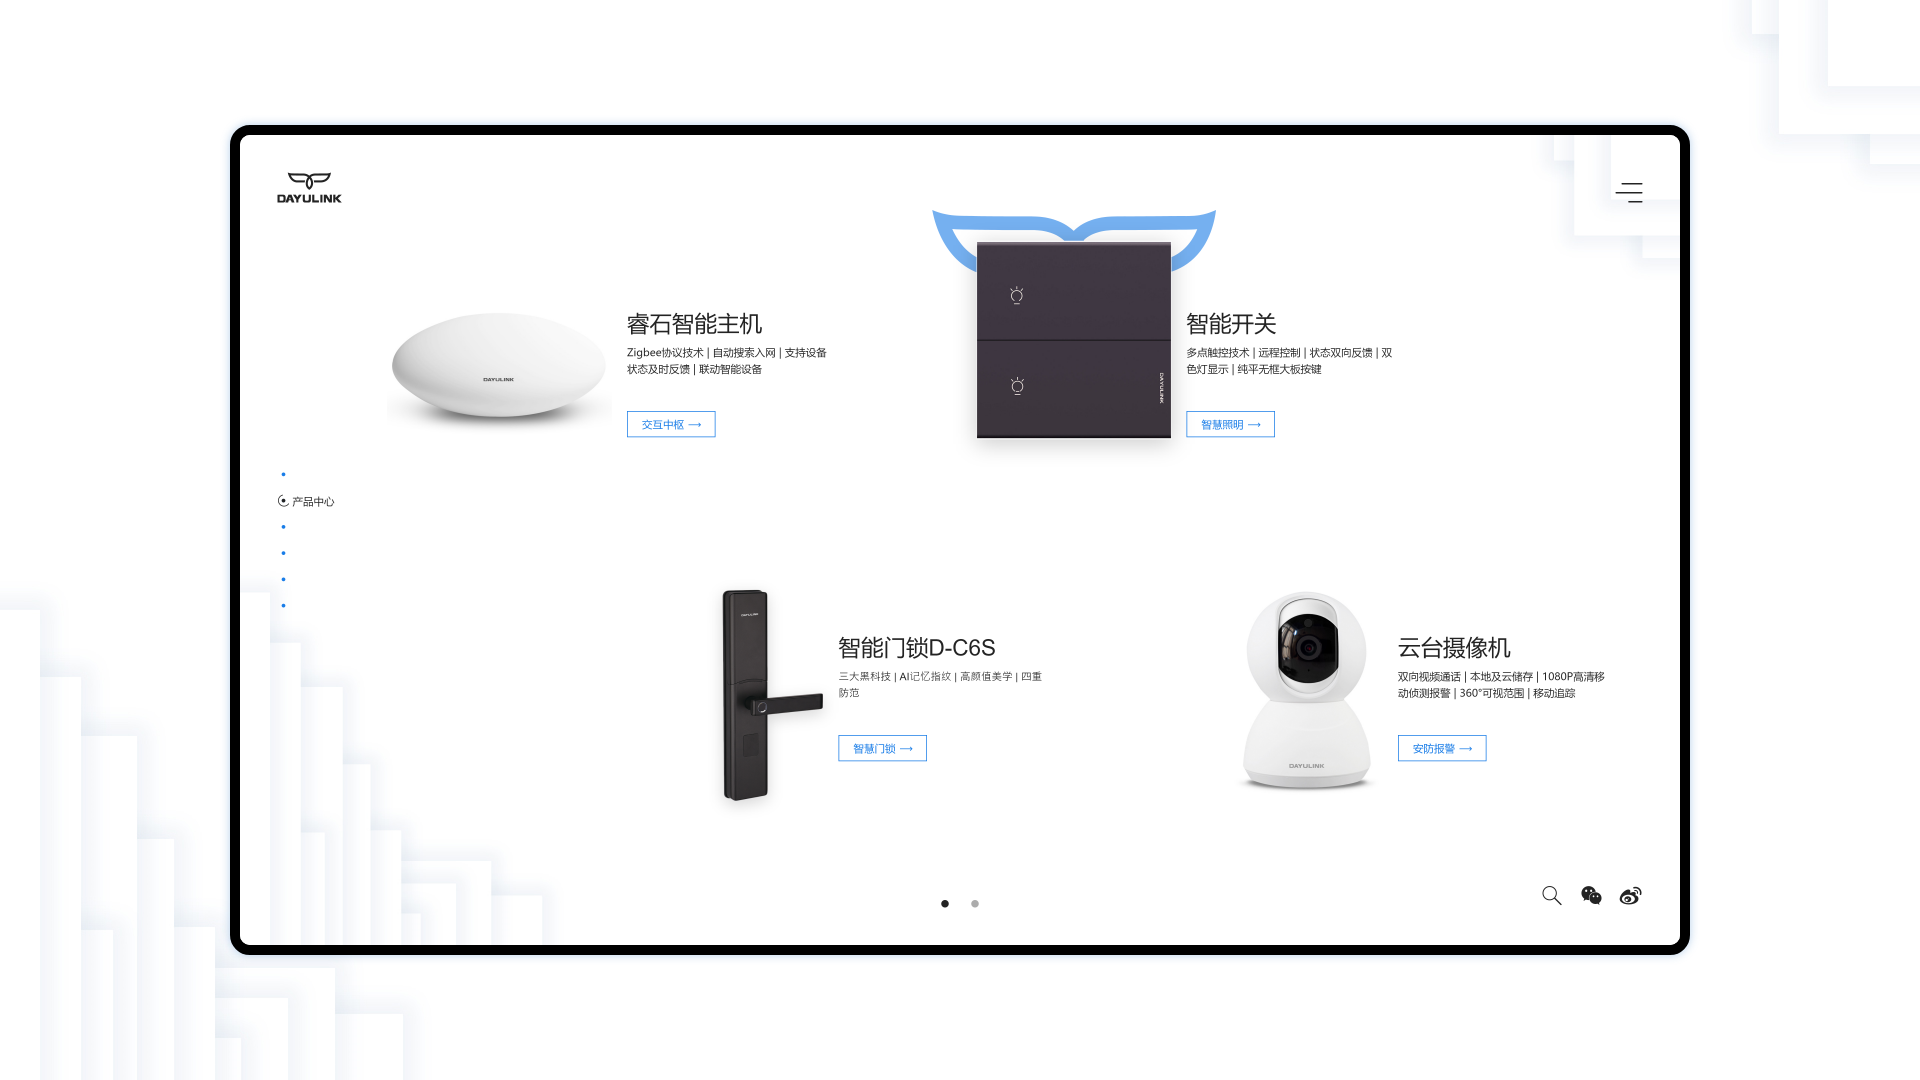 DAYULINK
DAYULINK
睿石智能主机
Zigbee协议技术 | 自动搜索入网 | 支持设备
状态及时反馈 | 联动智能设备
交互中枢
DAYULINK
智能开关
多点触控技术 | 远程控制 | 状态双向反馈 | 双
色灯显示 | 纯平无框大板按键
智慧照明
产品中心
DAYULINK
智能门锁D-C6S
三大黑科技 | AI记忆指纹 | 高颜值美学 | 四重
防范
智慧门锁
DAYULINK
云台摄像机
双向视频通话 | 本地及云储存 | 1080P高清移
动侦测报警 | 360°可视范围 | 移动追踪
安防报警